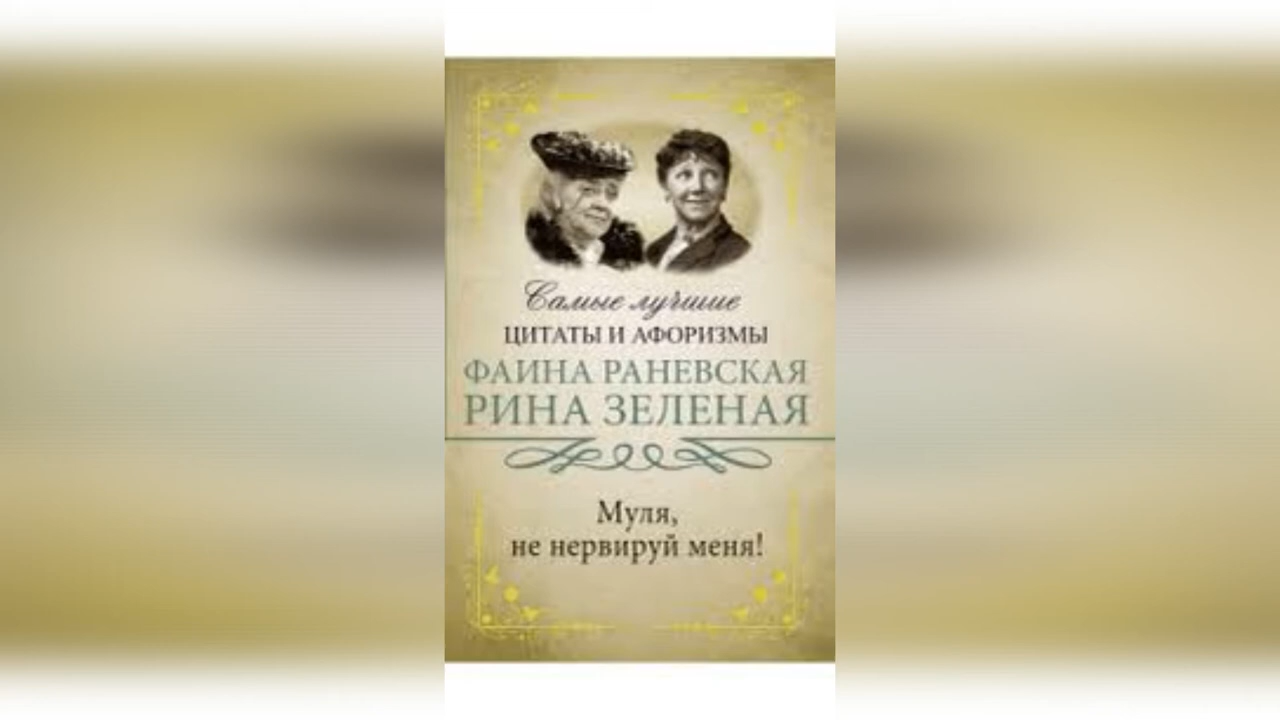 Самые лучшие
ЦИТАТЫ И АФОРИЗМЫ
ФАИНА РАНЕВСКАЯ
РИНА ЗЕЛЕНАЯ
Муля,
не нервируй меня!